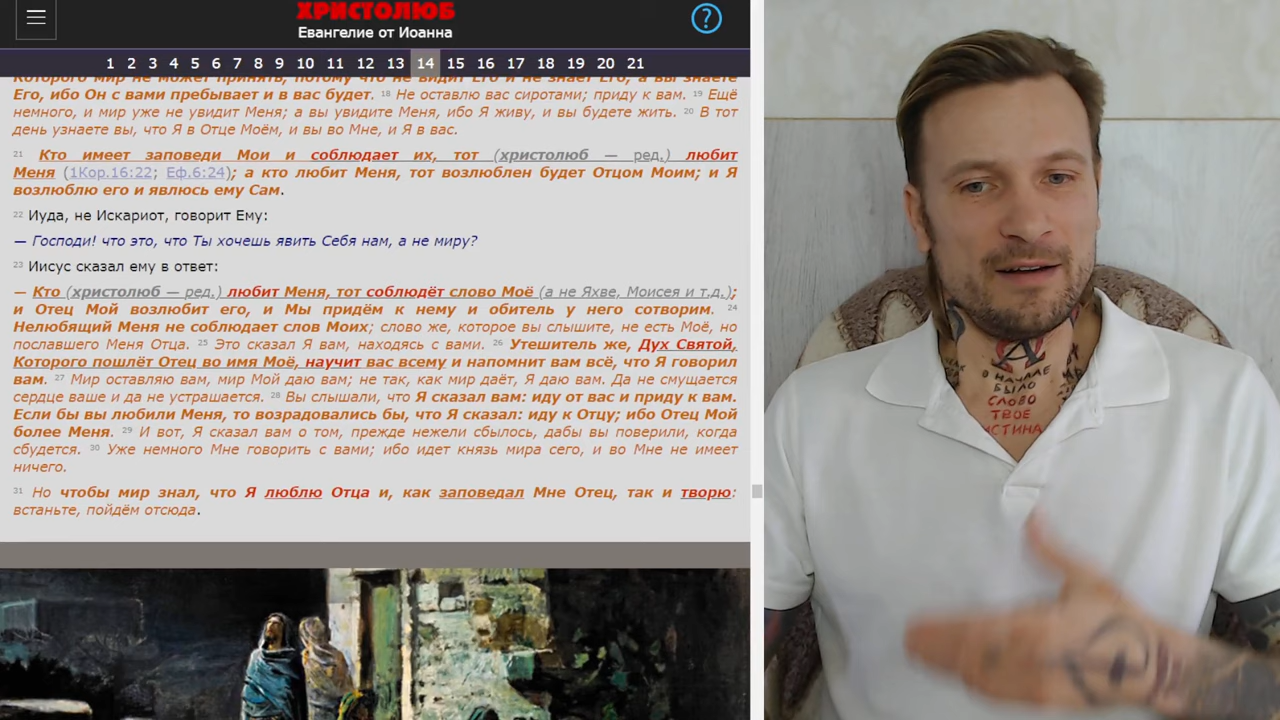 ХРИСТОЛЮБ
Евангелие от Иоанна
1 2 3 4 5 6 7 8 9 10 11 12 13 14 15 16 17 18 19 20 21
Которого мир не может принять, потому что не видит Его и не знает Его, а вы знаете
Его, ибо Он с вами пребывает и в вас будет. 18 Не оставлю вас сиротами; приду к вам. 19 Ещё
немного, и мир уже не увидит Меня; а вы увидите Меня, ибо Я живу, и вы будете жить. 20 В тот
день узнаете вы, что Я в Отце Моём, и вы во Мне, и Я в вас.
21 Кто имеет заповеди Мои и соблюдает их, тот (христолюб — ред.) любит
Меня (1Кор.16:22; Еф.6:24); а кто любит Меня, тот возлюблен будет Отцом Моим; и Я
возлюблю его и явлюсь ему Сам.
22 Иуда, не Искариот, говорит Ему:
— Господи! что это, что Ты хочешь явить Себя нам, а не миру?
23 Иисус сказал ему в ответ:
— Кто (христолюб — ред.) любит Меня, тот соблюдёт слово Моё (а не Яхве, Моисея и т.д.);
и Отец Мой возлюбит его, и Мы придём к нему и обитель у него сотворим. 24
Нелюбящий Меня не соблюдает слов Моих; слово же, которое вы слышите, не есть Моё, но
пославшего Меня Отца. 25 Это сказал Я вам, находясь с вами. 26 Утешитель же, Дух Святой,
Которого пошлёт Отец во имя Моё, научит вас всему и напомнит вам всё, что Я говорил
вам. 27 Мир оставляю вам, мир Мой даю вам; не так, как мир даёт, Я даю вам. Да не смущается
сердце ваше и да не устрашается. 28 Вы слышали, что Я сказал вам: иду от вас и приду к вам.
Если бы вы любили Меня, то возрадовались бы, что Я сказал: иду к Отцу; ибо Отец Мой
более Меня. 29 И вот, Я сказал вам о том, прежде нежели сбылось, дабы вы поверили, когда
сбудется. 30 Уже немного Мне говорить с вами; ибо идет князь мира сего, и во Мне не имеет
ничего.
31 Но чтобы мир знал, что Я люблю Отца и, как заповедал Мне Отец, так и творю:
встаньте, пойдём отсюда.
?
В НАЧАЛЕ
БЫЛО
СЛОВО
ТВОЕ
ИСТИНА